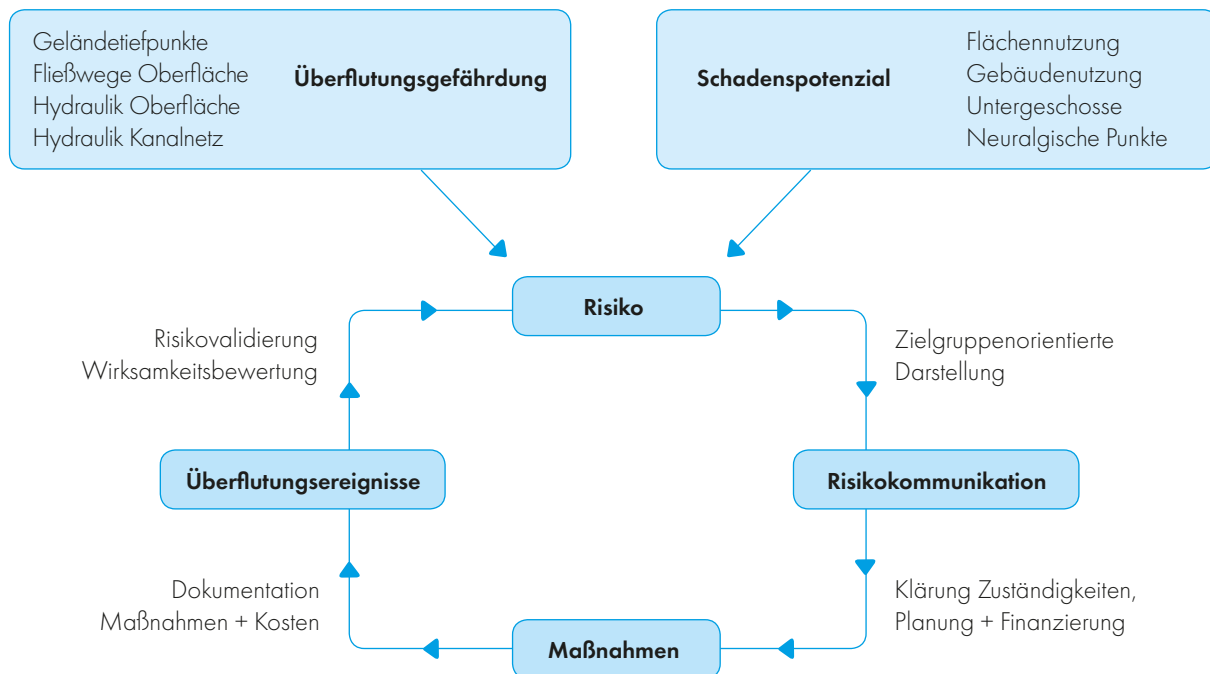 Geländetiefpunkte
Fließwege Oberfläche
Hydraulik Oberfläche
Hydraulik Kanalnetz
Überflutungsgefährdung
Schadenspotenzial
Flächennutzung
Gebäudenutzung
Untergeschosse
Neuralgische Punkte
Risiko
Risikovalidierung
Wirksamkeitsbewertung
Zielgruppenorientierte
Darstellung
Überflutungsereignisse
Risikokommunikation
Dokumentation
Maßnahmen + Kosten
Klärung Zuständigkeiten,
Planung + Finanzierung
Maßnahmen